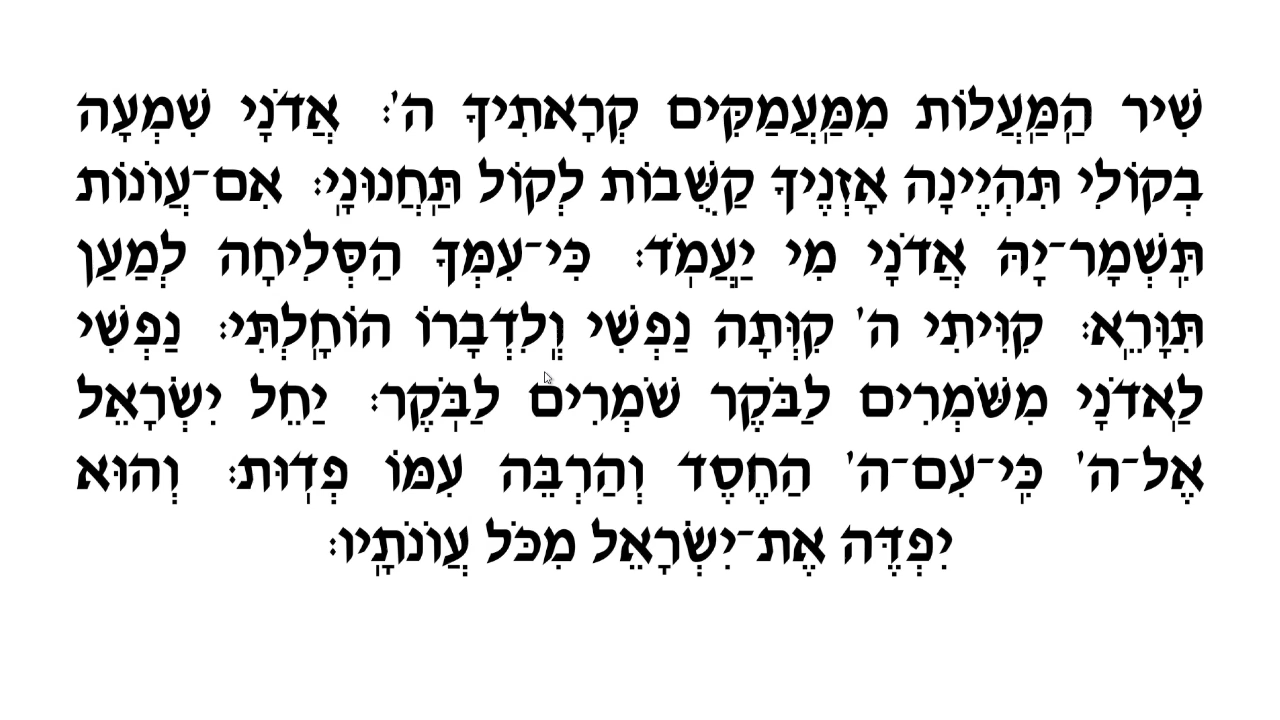 שִׁיר הַֽמַּֽעֲלוֹת מִמַּֽעֲמַקִּים קְרָאתִיךָ ה': אֲדֹנָי שִׁמְעָה
בְקוֹלִי תִּהְיֶינָה אָזְנֶיךָ קַשֻּׁבוֹת לְקוֹל תַּֽחֲנוּנָֽי: אִם־עֲוֹנוֹת
תִּֽשְׁמָר־יָהּ אֲדֹנָי מִי יַֽעֲמֹֽד: כִּי־עִמְּךָ הַסְּלִיחָה לְמַעַן
תִּוָּרֵֽא: קִוִּיתִי ה' קִוְּתָה נַפְשִׁי וְֽלִדְבָרוֹ הוֹחָֽלְתִּי: נַפְשִׁי
לַֽאדֹנָי מִשֹּׁמְרִים לַבֹּקֶר שֹׁמְרִים לַבֹּֽקֶר: יַחֵל יִשְׂרָאֵל
אֶל־ה' כִּֽי־עִם־ה' הַחֶסֶד וְהַרְבֵּה עִמּוֹ פְדֽוּת: וְהוּא
יִפְדֶּה אֶת־יִשְׂרָאֵל מִכֹּל עֲוֹנֹתָֽיו: